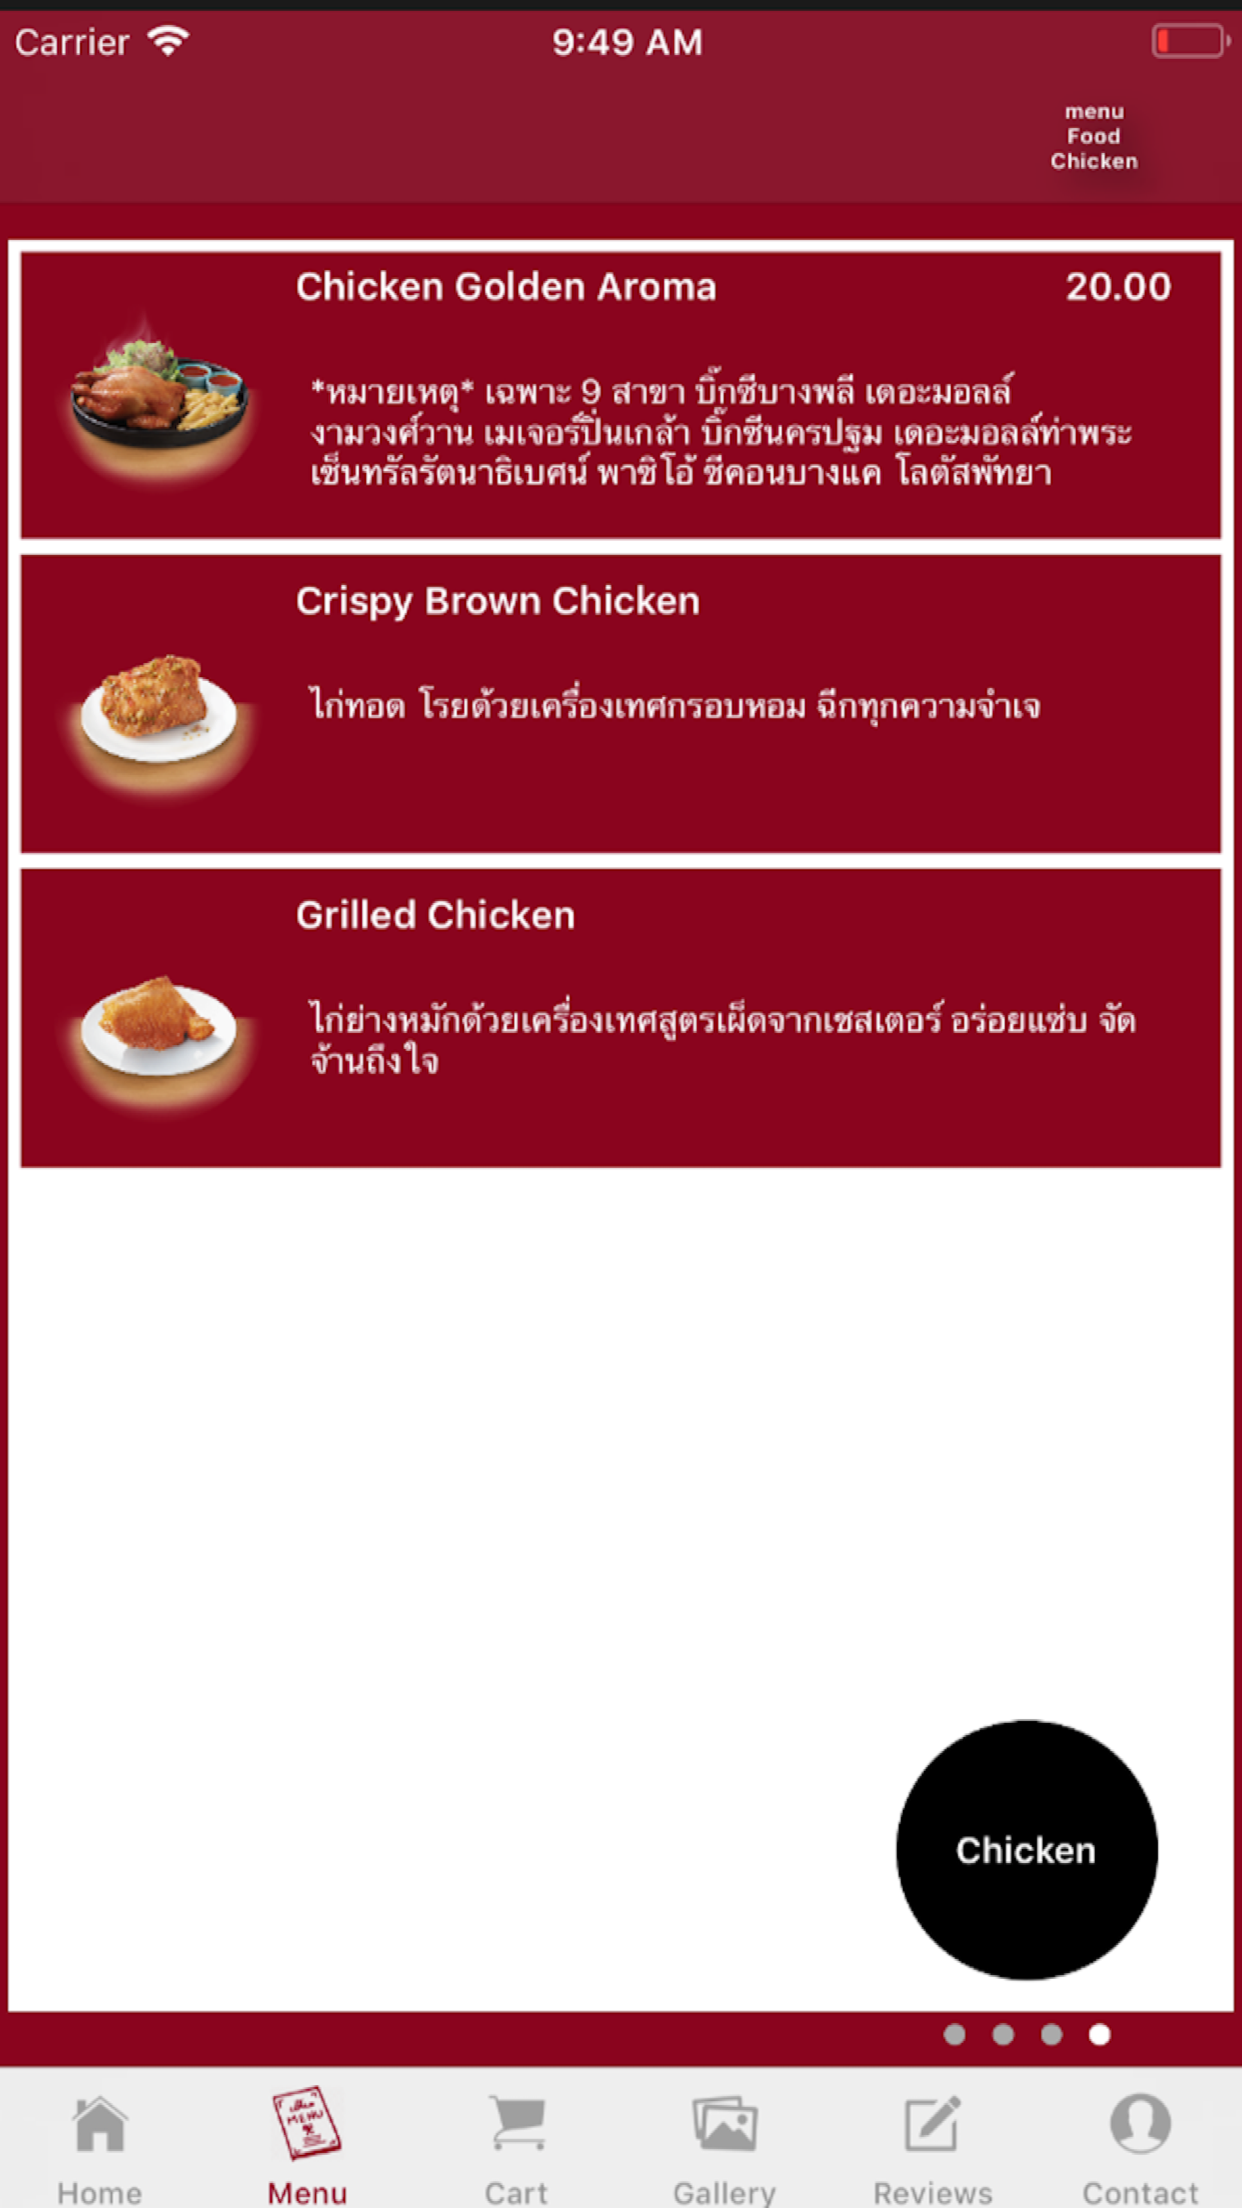 Carrier
9:49 AM
menu
Food
Chicken
Chicken Golden Aroma
20.00
*หมายเหตุ* เฉพาะ 9 สาขา บิ๊กซีบางพลี เดอะมอลล์
งามวงศ์วาน เมเจอร์ปิ่นเกล้า บิ๊กซีนครปฐม เดอะมอลล์ท่าพระ
เซ็นทรัลรัตนาธิเบศน์ พาซิโอ้ ซีคอนบางแค โลตัสพัทยา
Crispy Brown Chicken
ไก่ทอด โรยด้วยเครื่องเทศกรอบหอม ฉีกทุกความจำเจ
Grilled Chicken
ไก่ย่างหมักด้วยเครื่องเทศสูตรเผ็ดจากเชสเตอร์ อร่อยแซ่บ จัด
จ้านถึงใจ
Chicken
MENU
Home
Menu
Cart
Gallery
Reviews
Contact